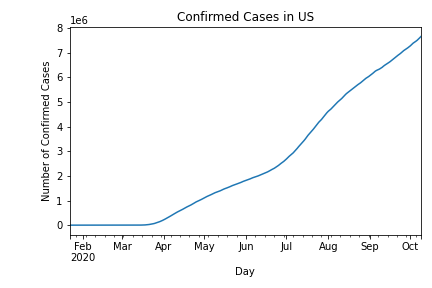 Confirmed Cases in US
1e6
8
7
6
5
4
3
2
1
0
Number of Confirmed Cases
Feb Mar Apr May Jun Jul Aug Sep Oct
2020
Day